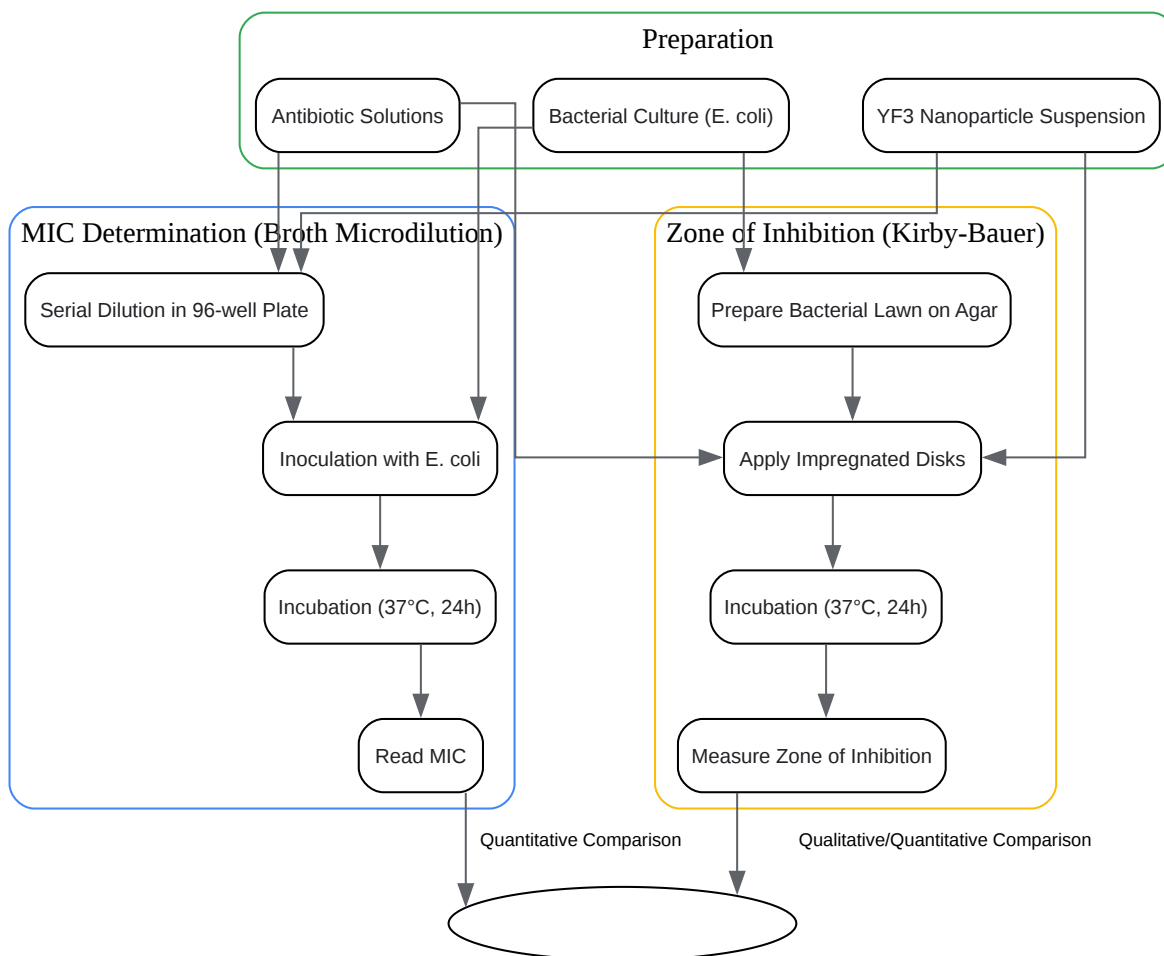 Preparation
Antibiotic Solutions
Bacterial Culture (E. coli)
YF3 Nanoparticle Suspension
MIC Determination (Broth Microdilution)
Zone of Inhibition (Kirby-Bauer)
Serial Dilution in 96-well Plate
Prepare Bacterial Lawn on Agar
Inoculation with E. coli
Apply Impregnated Disks
Incubation (37°C, 24h)
Incubation (37°C, 24h)
Read MIC
Measure Zone of Inhibition
Quantitative Comparison
Qualitative/Quantitative Comparison